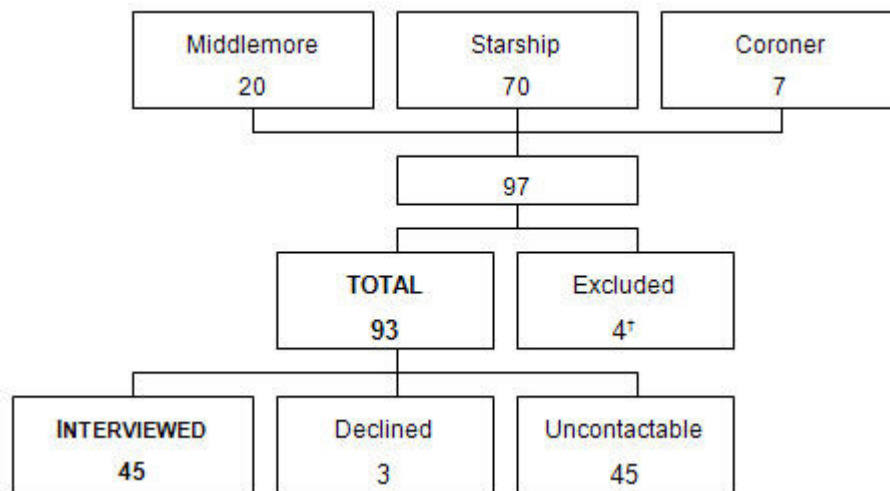 Middlemore
20
Starship
70
Coroner
7
97
TOTAL
93
Excluded
4†
INTERVIEWED
45
Declined
3
Uncontactable
45